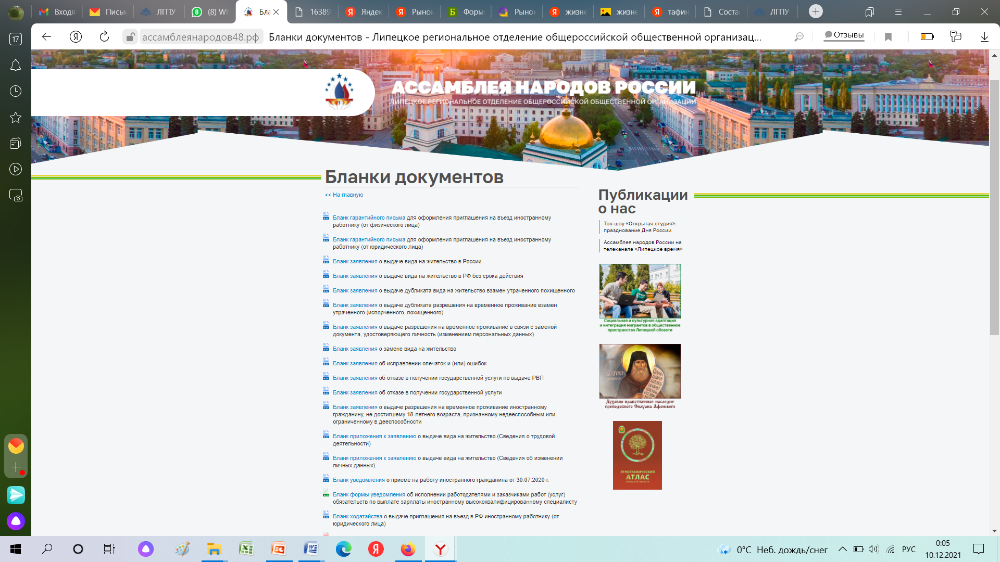 Входя
Письм
ЛГПУ
(8) Wh
Бла
16389
Яндек
Рынок
Форм
Рынок
жизне
жизне
тафин
Соста
ЛГПУ
17
ассамблеянародов48.рф
Бланки документов - Липецкое региональное отделение общероссийской общественной организац...
Отзывы
АССАМБЛЕЯ НАРОДОВ РОССИИ
ЛИПЕЦКОЕ РЕГИОНАЛЬНОЕ ОТДЕЛЕНИЕ ОБЩЕРОССИЙСКОЙ ОБЩЕСТВЕННОЙ ОРГАНИЗАЦИИ
Бланки документов
<< На главную
Бланк гарантийного письма для оформления приглашения на въезд иностранному
работнику (от физического лица)
Бланк гарантийного письма для оформления приглашения на въезд иностранному
работнику (от юридического лица)
Бланк заявления о выдаче вида на жительство в России
Бланк заявления о выдаче вида на жительство в РФ без срока действия
Бланк заявления о выдаче дубликата вида на жительство взамен утраченного похищенного
Бланк заявления о выдаче дубликата разрешения на временное проживание взамен
утраченного (испорченного, похищенного)
Бланк заявления о выдаче разрешения на временное проживание в связи с заменой
документа, удостоверяющего личность (изменением персональных данных)
Бланк заявления о замене вида на жительство
Бланк заявления об исправлении опечаток и (или) ошибок
Бланк заявления об отказе в получении государственной услуги по выдаче РВП
Бланк заявления об отказе в получении государственной услуги
Бланк заявления о выдаче разрешения на временное проживание иностранному
гражданину, не достигшему 18-летнего возраста, признанному недееспособным или
ограниченному в дееспособности
Бланк приложения к заявлению о выдаче вида на жительство (Сведения о трудовой
деятельности)
Бланк приложения к заявлению о выдаче вида на жительство (Сведения об изменении
личных данных)
Бланк уведомления о приеме на работу иностранного гражданина от 30.07.2020 г.
Бланк формы уведомления об исполнении работодателями и заказчиками работ (услуг)
обязательств по выплате зарплаты иностранному высококвалифицированному специалисту
Бланк ходатайства о выдаче приглашения на въезд в РФ иностранному работнику (от
юридического лица)
Публикации
о нас
Ток-шоу «Открытая студия»:
празднование Дня России
Ассамблея народов России на
телеканале «Липецкое время»
Социальная и культурная адаптация
и интеграция мигрантов в общественное
пространство Липецкой области
Духовно-нравственное наследие
преподобного Силуана Афонского
ЭТНОГРАФИЧЕСКИЙ
АТЛАС
ЛИПЕЦКОЙ ОБЛАСТИ
0°C Неб. дождь/снег
РУС
0:05
10.12.2021